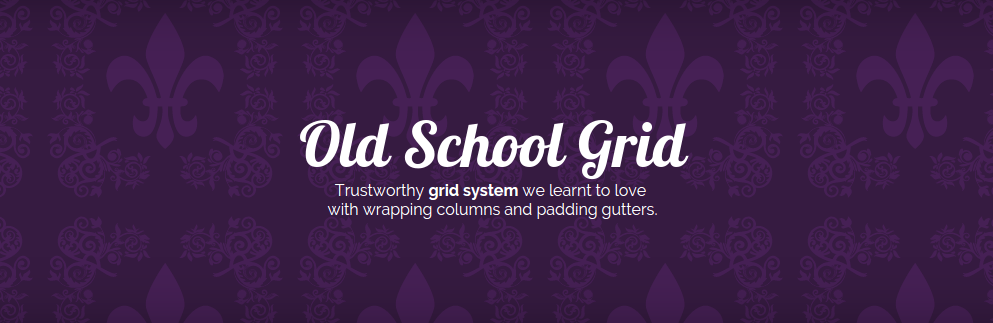 Old School Grid
Trustworthy grid system we learnt to love
with wrapping columns and padding gutters.